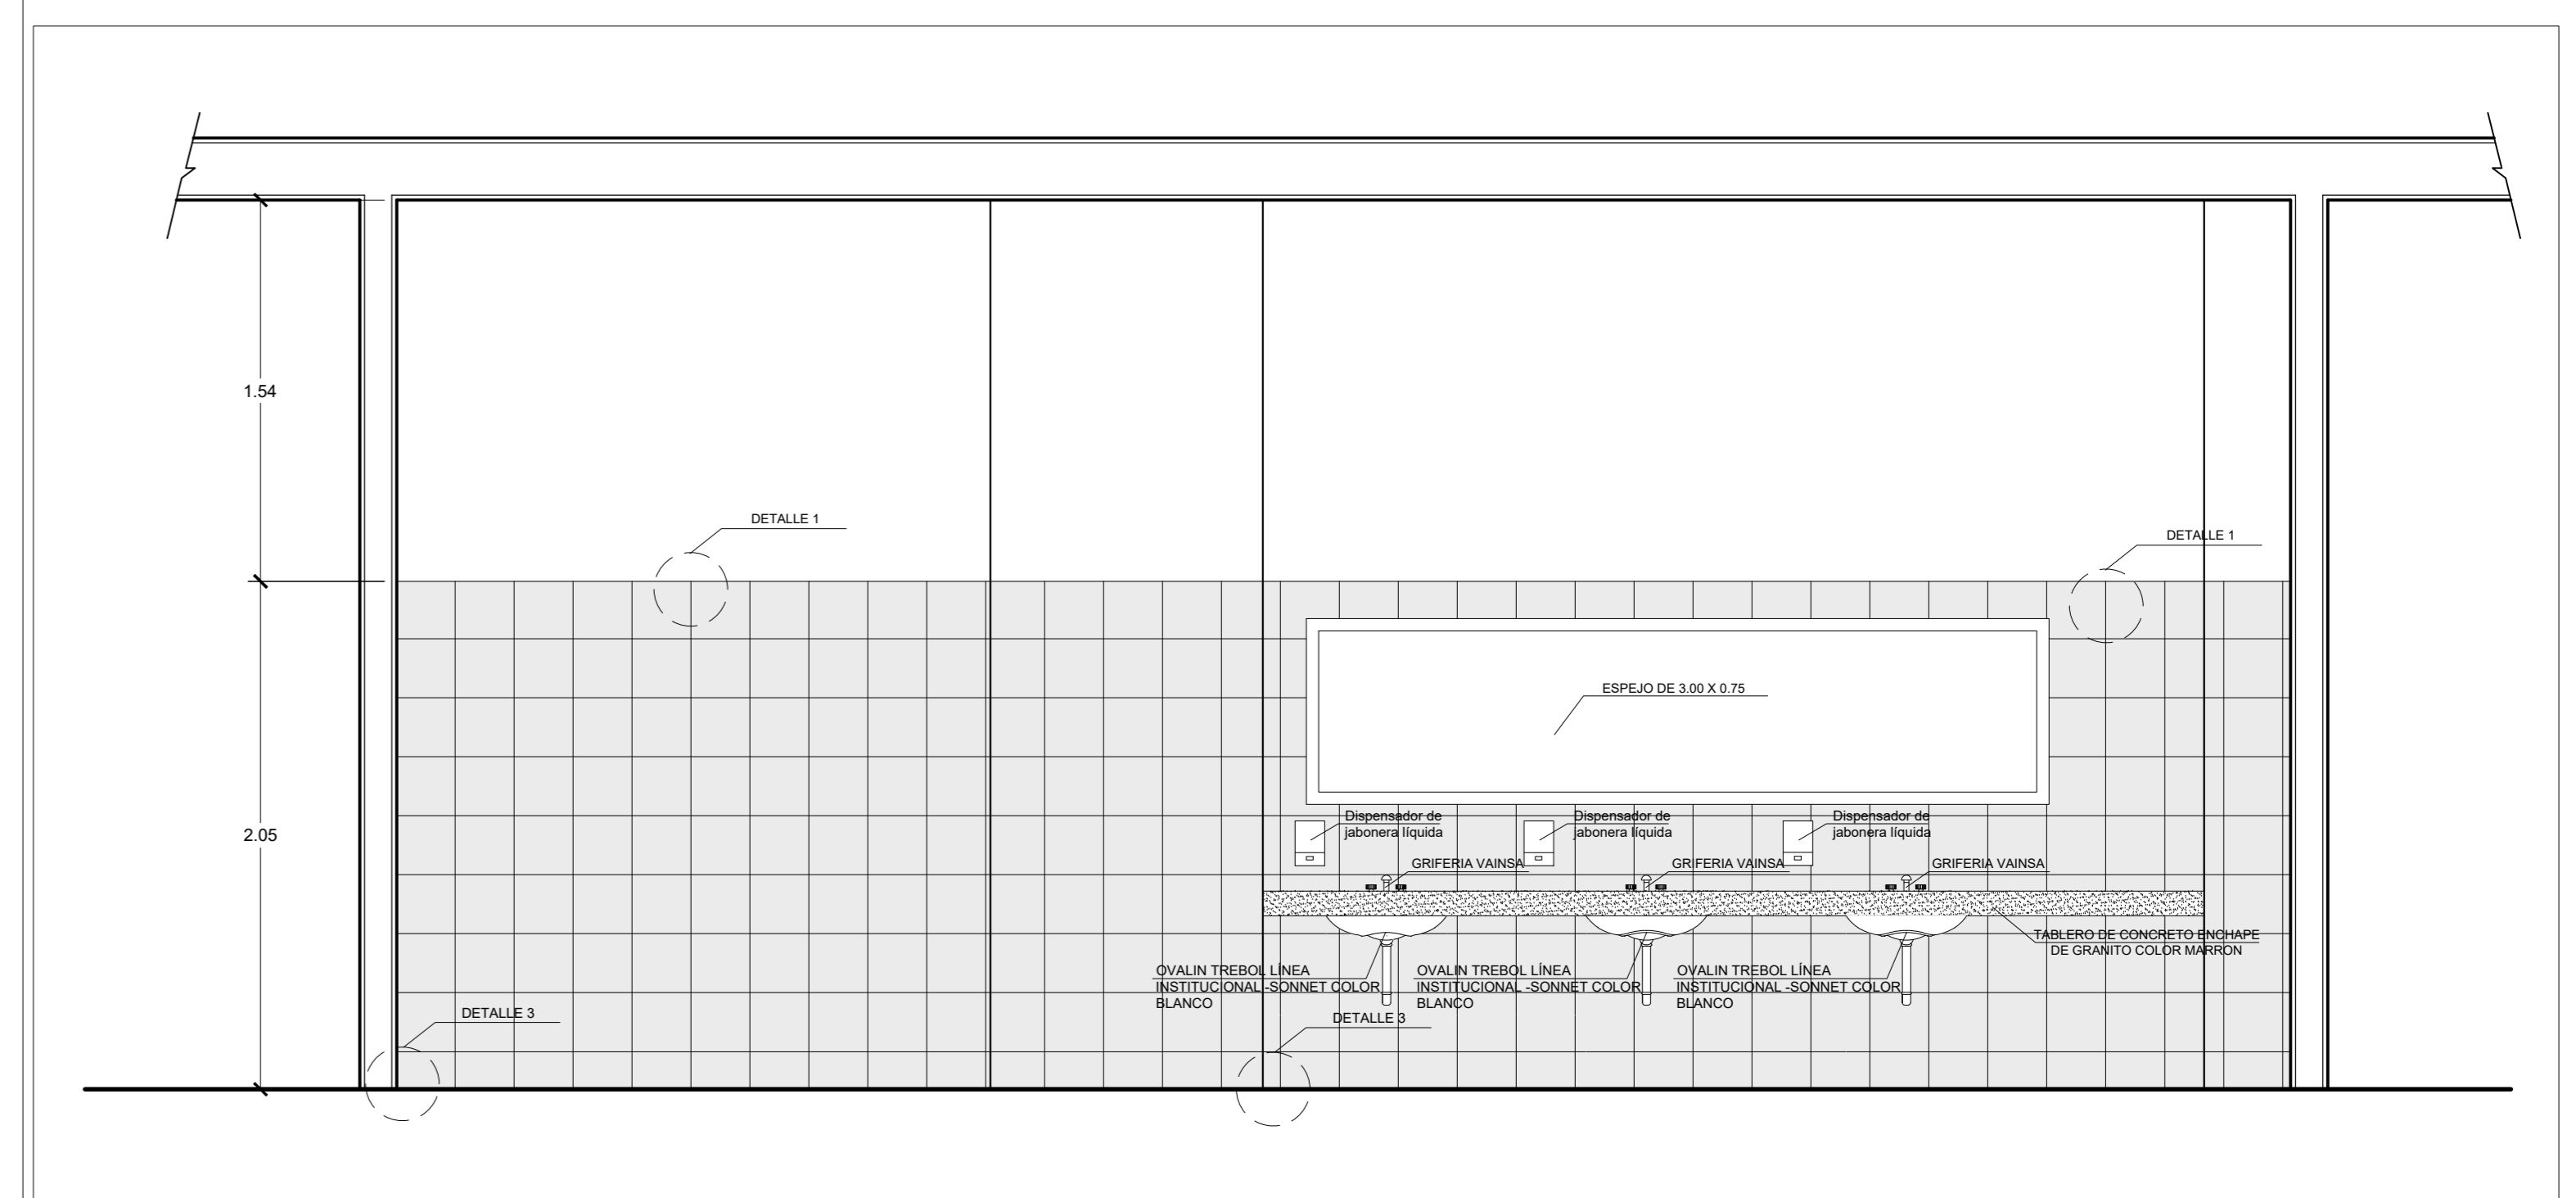 1.54
DETALLE 1
DETALLE 1
ESPEJO DE 3.00 X 0.75
2.05
Dispensador de
jabonera líquida
Dispensador de
jabonera líquida
Dispensador de
jabonera líquida
GRIFERIA VAINSA
GRIFERIA VAINSA
GRIFERIA VAINSA
TABLERO DE CONCRETO ENCHAPE
DE GRANITO COLOR MARRON
OVALIN TREBOL LÍNEA
INSTITUCIONAL -SONNET COLOR
BLANCO
OVALIN TREBOL LÍNEA
INSTITUCIONAL -SONNET COLOR
BLANCO
OVALIN TREBOL LÍNEA
INSTITUCIONAL -SONNET COLOR
BLANCO
DETALLE 3
DETALLE 3